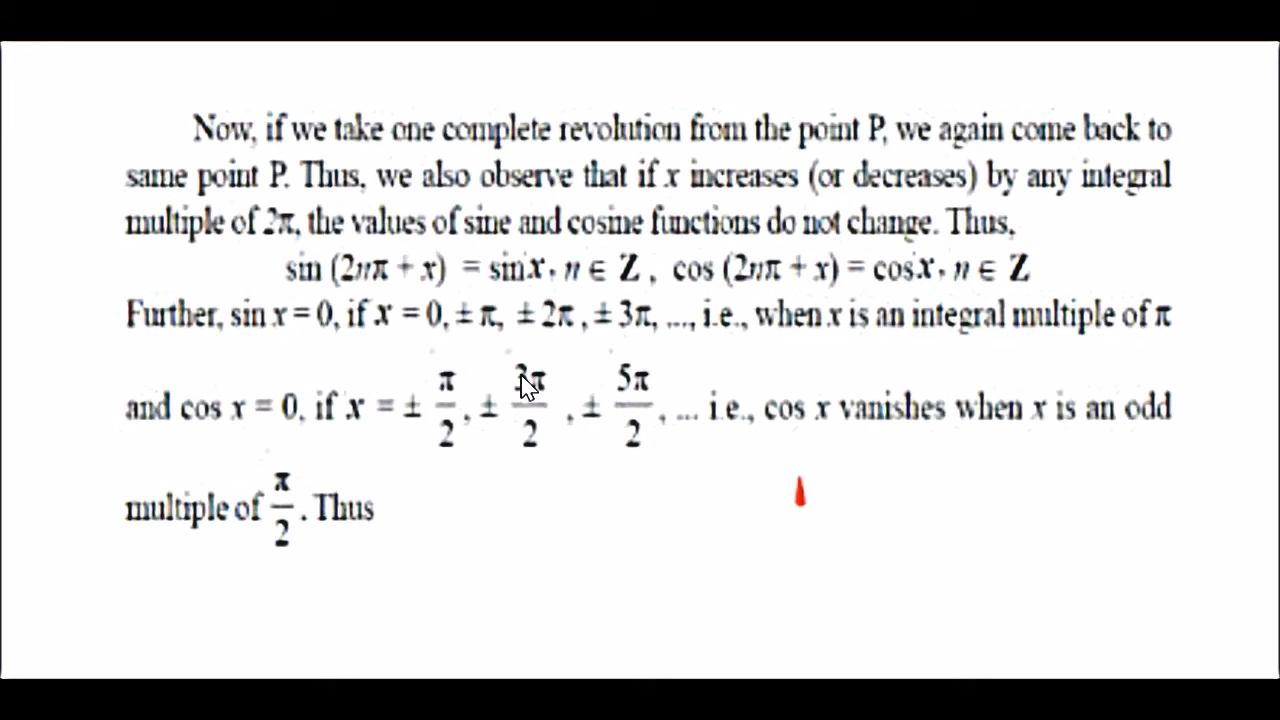 Now, if we take one complete revolution from the point P, we again come back to
same point P. Thus, we also observe that if x increases (or decreases) by any integral
multiple of 2π, the values of sine and cosine functions do not change. Thus,
sin (2nπ + x) = sinx, n ∈ Z, cos (2nπ + x) = cosx, n ∈ Z
Further, sin x = 0, if x = 0, ± π, ± 2π, ± 3π, ..., i.e., when x is an integral multiple of π
and cos x = 0, if x = ± π/2, ± 3π/2, ± 5π/2, ... i.e., cos x vanishes when x is an odd
multiple of π/2. Thus